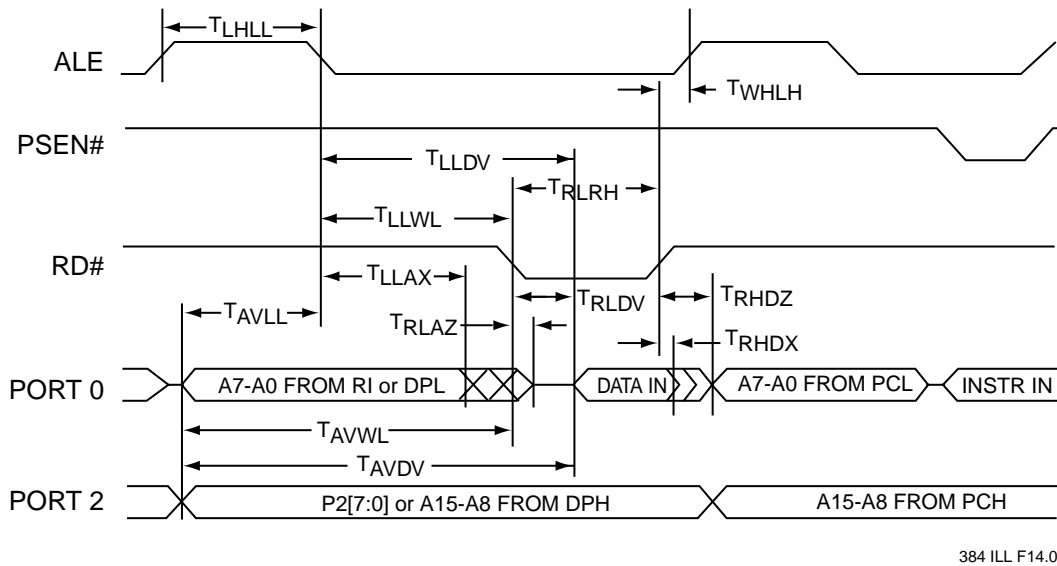 TLHLL
ALE
TWHLH
PSEN#
TLLDV
TRLRH
TLLWL
RD#
TLLAX
TRLDV
TRHDZ
TAVLL
TRLAZ
TRHDX
PORT 0
A7-A0 FROM RI or DPL
DATA IN
A7-A0 FROM PCL
INSTR IN
TAVWL
TAVDV
PORT 2
P2[7:0] or A15-A8 FROM DPH
A15-A8 FROM PCH
384 ILL F14.0